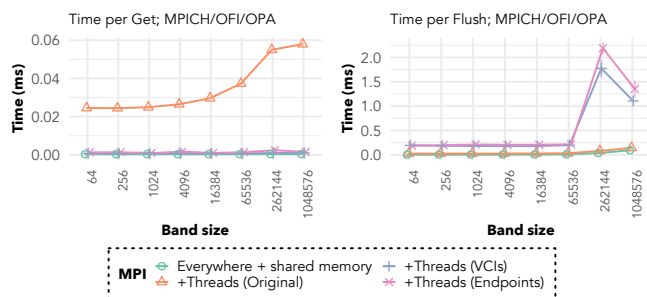 Time per Get; MPICH/OFI/OPA
Time (ms)
0.06
0.04
0.02
0.00
64
256
1024
4096
16384
65536
262144
1048576
Band size
Time per Flush; MPICH/OFI/OPA
Time (ms)
2.0
1.5
1.0
0.5
0.0
64
256
1024
4096
16384
65536
262144
1048576
Band size
MPI
Everywhere + shared memory
+Threads (Original)
+Threads (VCIs)
+Threads (Endpoints)